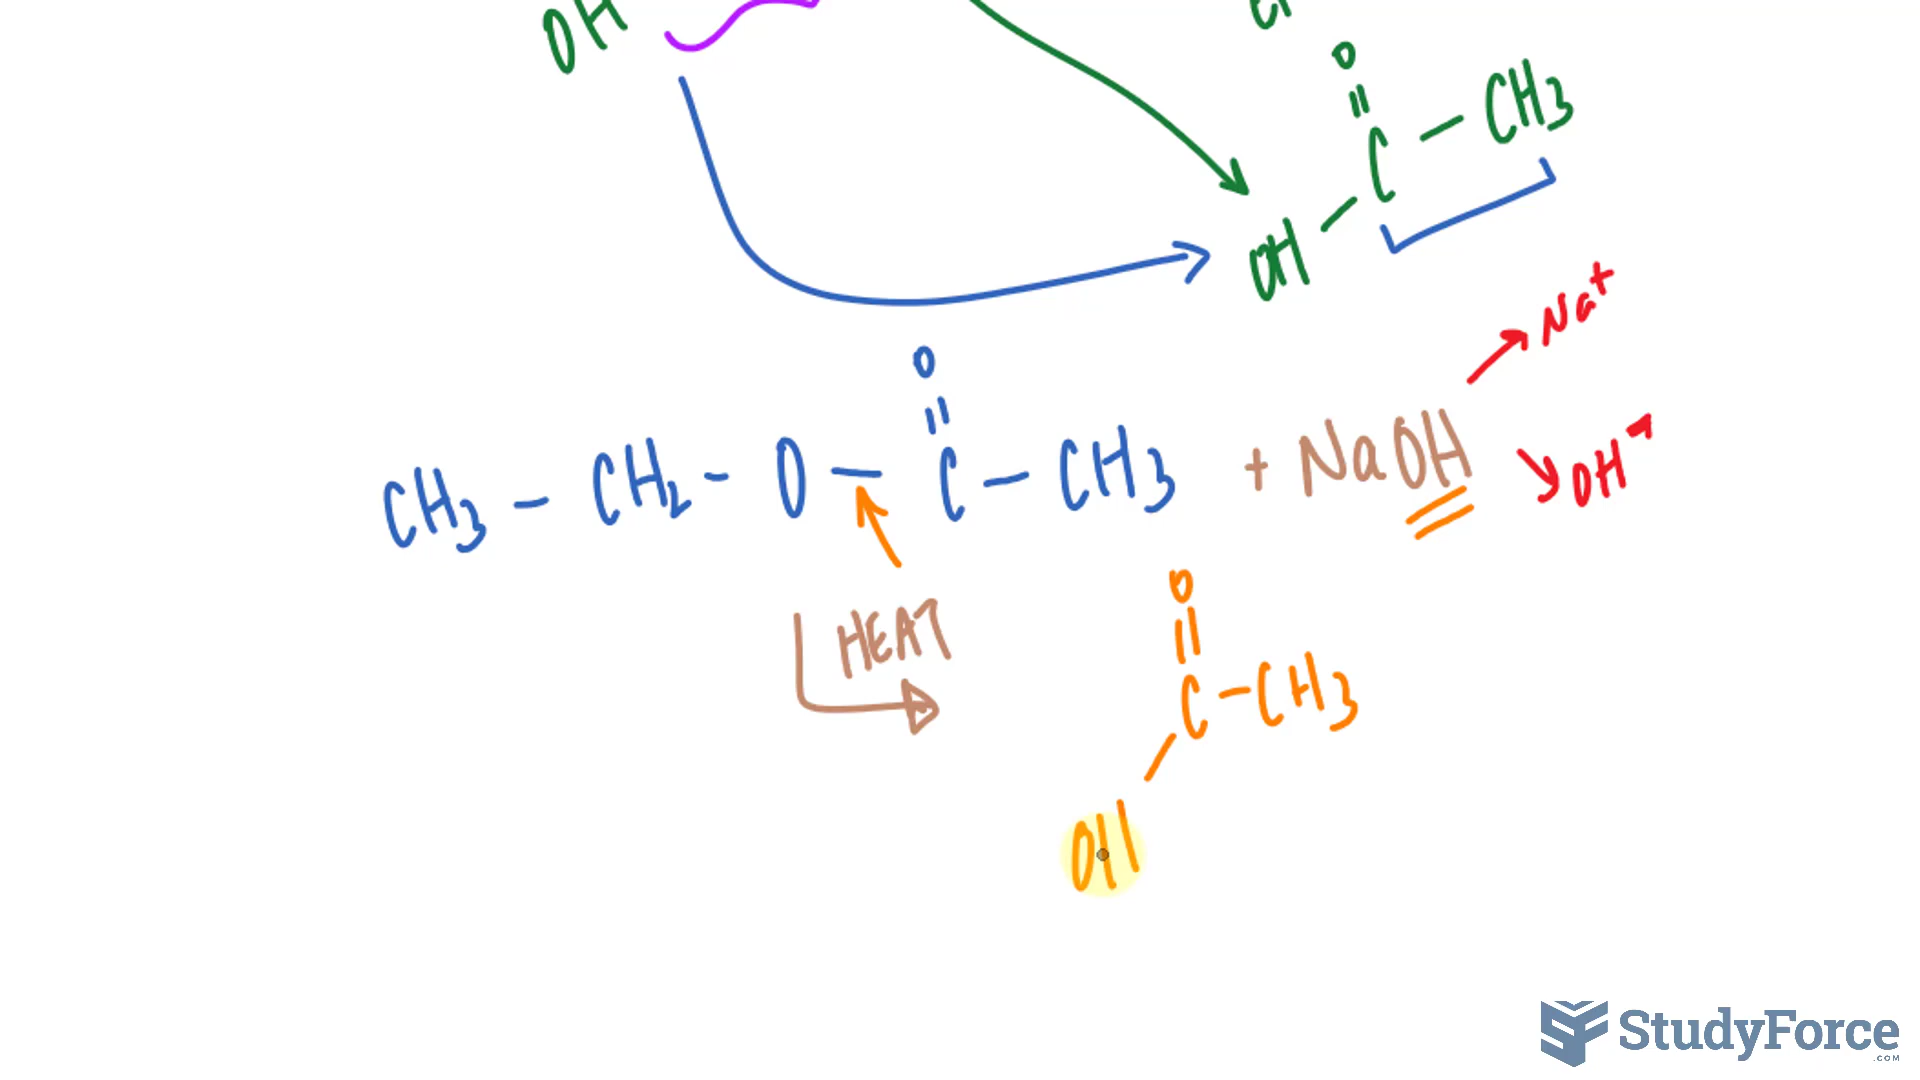 OH
O
||
C - CH3
OH
Na+
O
||
CH3 - CH2 - O - C - CH3 + NaOH
OH-
HEAT
O
||
C - CH3
OH
StudyForce
.COM